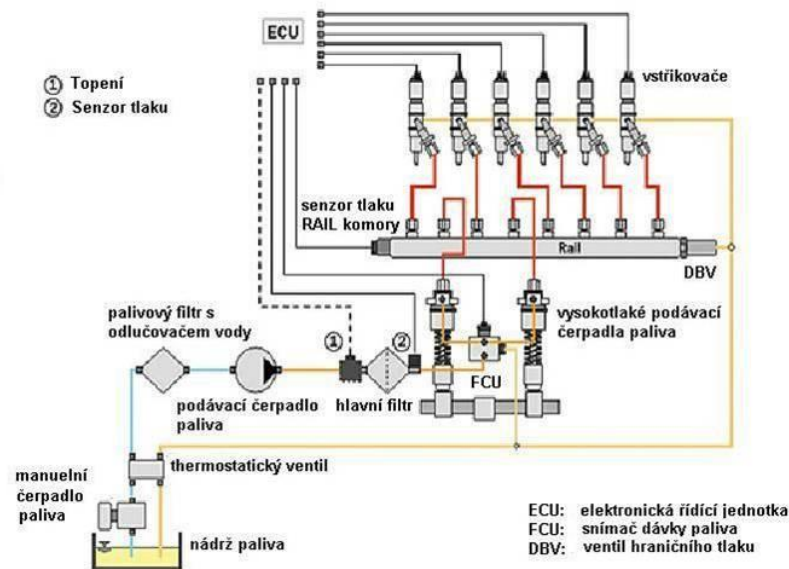 ECU
① Topení
② Senzor tlaku
vstřikovače
senzor tlaku
RAIL komory
Rail
DBV
palivový filtr s
odlučovačem vody
①
②
vysokotlaké podávací
čerpadla paliva
FCU
podávací čerpadlo
paliva
hlavní filtr
thermostatický ventil
manuelní
čerpadlo
paliva
nádrž paliva
ECU: elektronická řídící jednotka
FCU: snímač dávky paliva
DBV: ventil hraničního tlaku